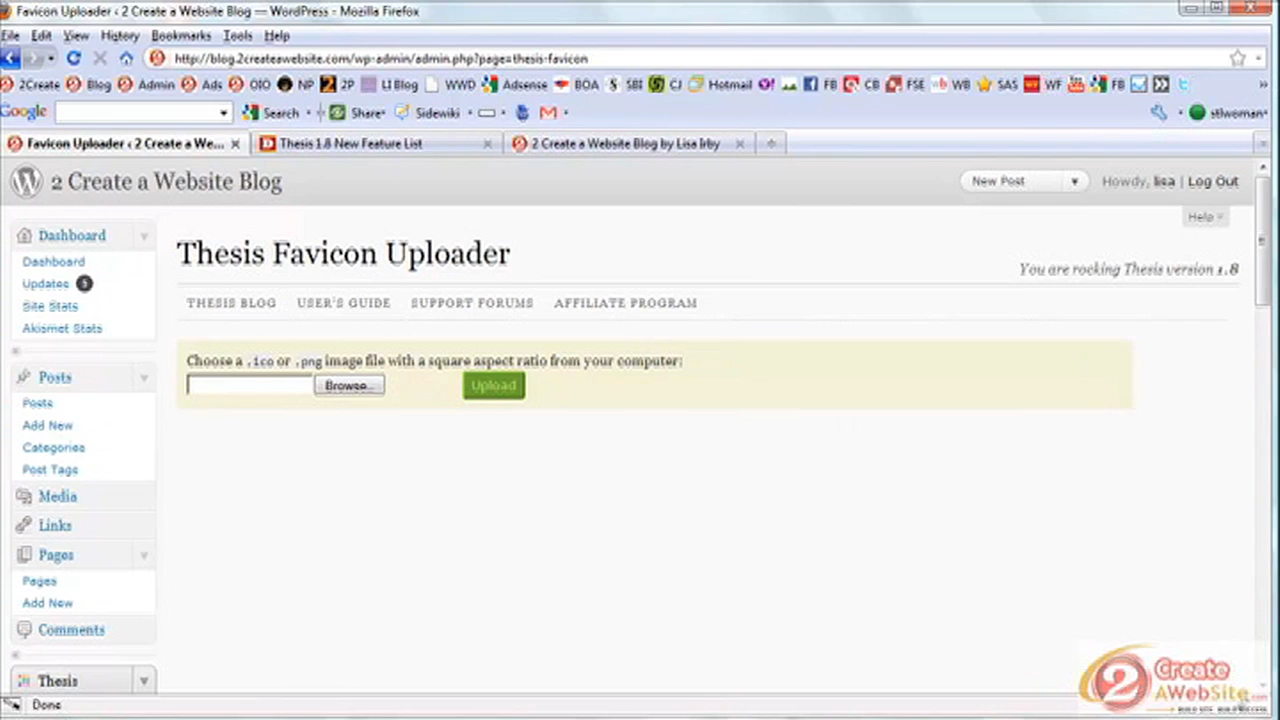 Favicon Uploader ‹ 2 Create a Website Blog — WordPress - Mozilla Firefox
File Edit View History Bookmarks Tools Help
http://blog.2createawebsite.com/wp-admin/admin.php?page=thesis-favicon
2Create Blog Admin Ads OIO NP 2P LI Blog WWD Adsense BOA SBI CJ Hotmail FB CB FSE WB SAS WF FB
Google Search Share Sidewiki stlwoman
Favicon Uploader ‹ 2 Create a We... Thesis 1.8 New Feature List 2 Create a Website Blog by Lisa Irby
2 Create a Website Blog New Post Howdy, lisa | Log Out
Help
Dashboard
Thesis Favicon Uploader
You are rocking Thesis version 1.8
Dashboard
Updates 5
Site Stats
Akismet Stats
THESIS BLOG USER'S GUIDE SUPPORT FORUMS AFFILIATE PROGRAM
Choose a .ico or .png image file with a square aspect ratio from your computer:
Browse... Upload
Posts
Posts
Add New
Categories
Post Tags
Media
Links
Pages
Pages
Add New
Comments
Thesis
Done
2 Create
AWebSite.com